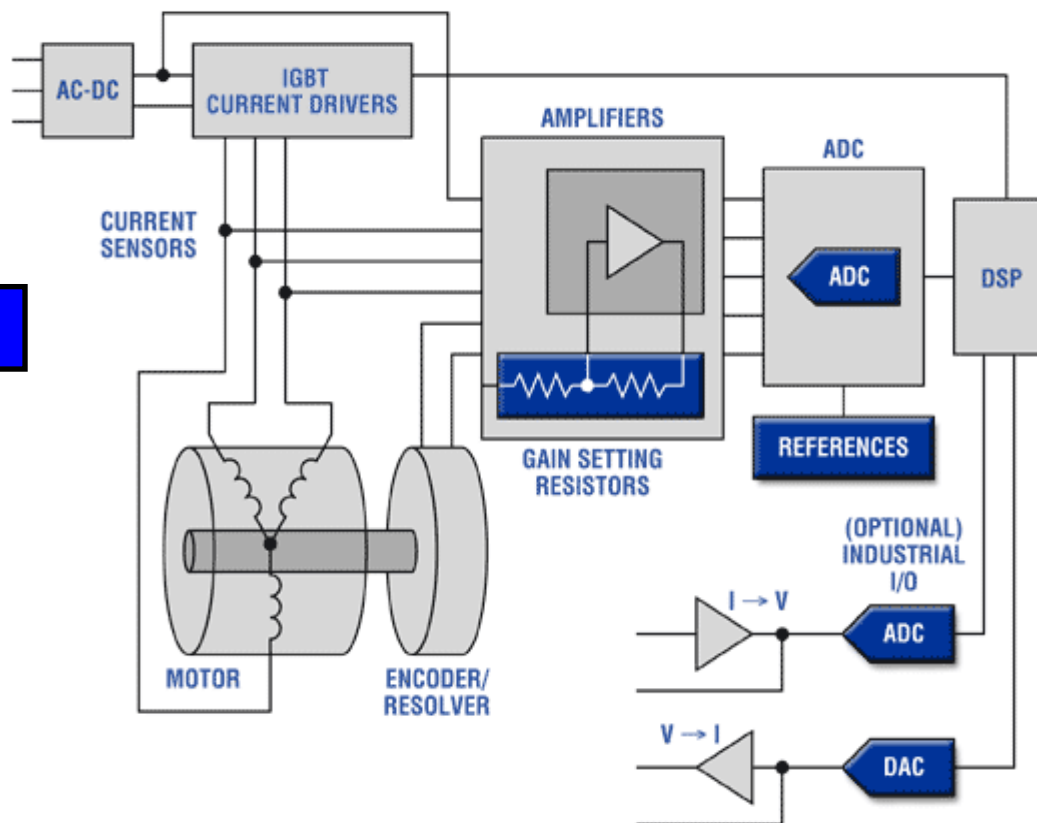 AC-DC
IGBT
CURRENT DRIVERS
AMPLIFIERS
ADC
CURRENT
SENSORS
ADC
DSP
GAIN SETTING
RESISTORS
REFERENCES
(OPTIONAL)
INDUSTRIAL
I/O
I → V
ADC
MOTOR
ENCODER/
RESOLVER
V → I
DAC